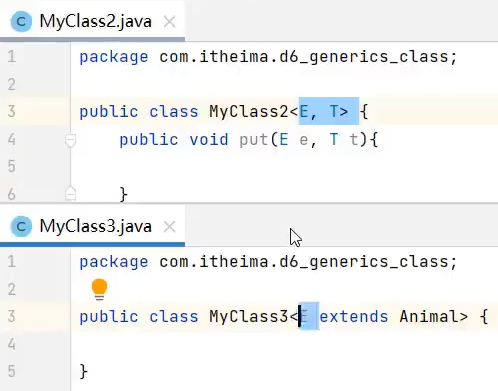 MyClass2.java
1 package com.itheima.d6_generics_class;
2
3 public class MyClass2<E, T> {
4 public void put(E e, T t){
5
6 }
MyClass3.java
1 package com.itheima.d6_generics_class;
2
3 public class MyClass3<E extends Animal> {
4
5 }